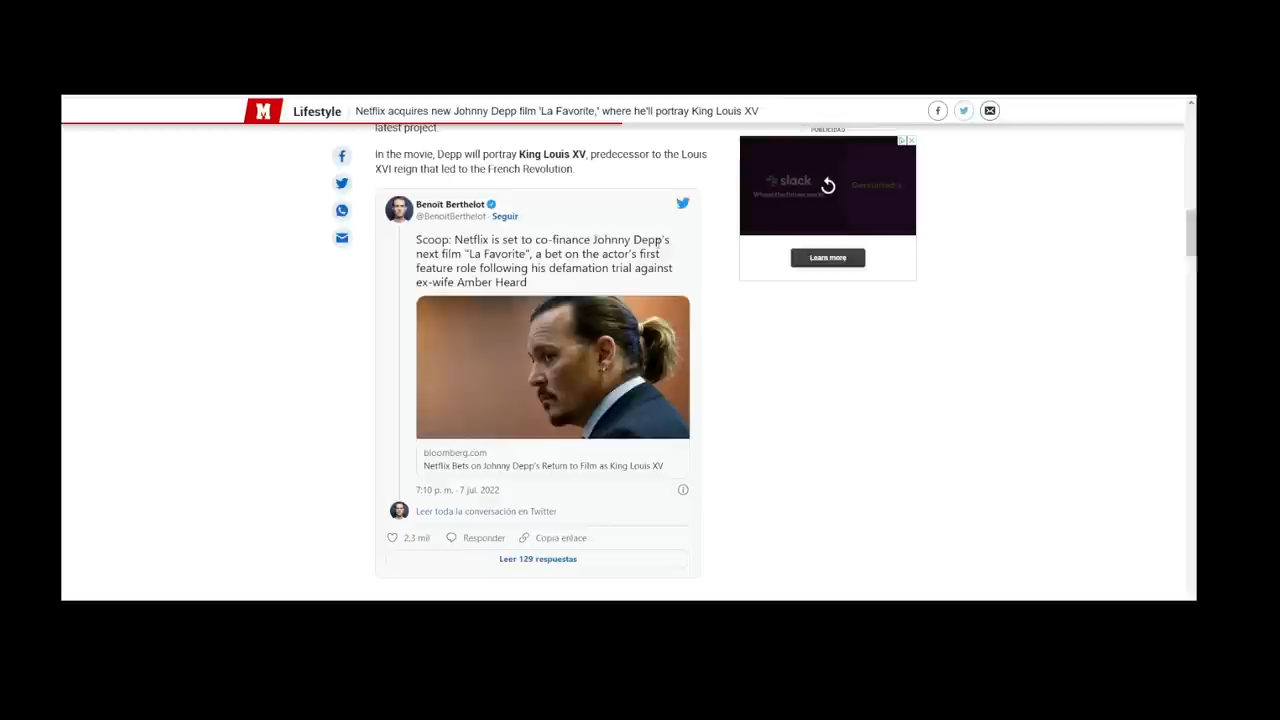 M Lifestyle Netflix acquires new Johnny Depp film 'La Favorite,' where he'll portray King Louis XV
latest project.
PUBLICIDAD
In the movie, Depp will portray King Louis XV, predecessor to the Louis
XVI reign that led to the French Revolution.
slack
Benoit Berthelot
@BenoitBerthelot · Seguir
Scoop: Netflix is set to co-finance Johnny Depp's
next film "La Favorite", a bet on the actor's first
feature role following his defamation trial against
ex-wife Amber Heard
Learn more
bloomberg.com
Netflix Bets on Johnny Depp's Return to Film as King Louis XV
7:10 p. m. · 7 jul. 2022
Leer toda la conversación en Twitter
2,3 mil Responder Copia enlace
Leer 129 respuestas